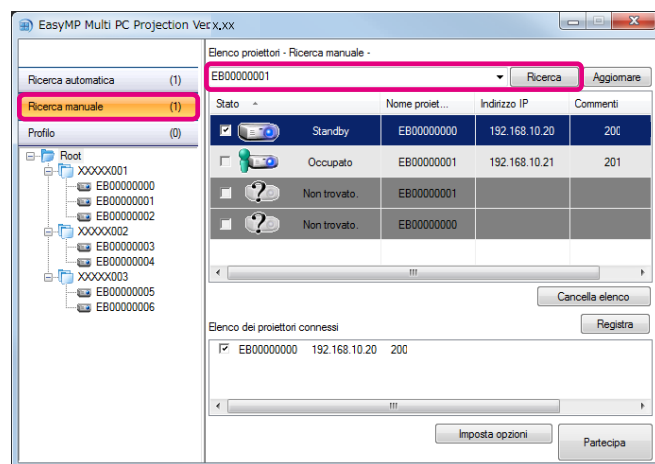 EasyMP Multi PC Projection Ver.x.xx
Elenco proiettori - Ricerca manuale -
Ricerca automatica (1)
Ricerca manuale (1)
Profilo (0)
EB00000001 Ricerca Aggiornare
Stato Nome proiet... Indirizzo IP Commenti
Standby EB00000000 192.168.10.20 200
Occupato EB00000001 192.168.10.21 201
Non trovato. EB00000001
Non trovato. EB00000000
Root
XXXXX001
EB00000000
EB00000001
EB00000002
XXXXX002
EB00000003
EB00000004
XXXXX003
EB00000005
EB00000006
Cancella elenco
Elenco dei proiettori connessi Registra
EB00000000 192.168.10.20 200
Imposta opzioni Partecipa